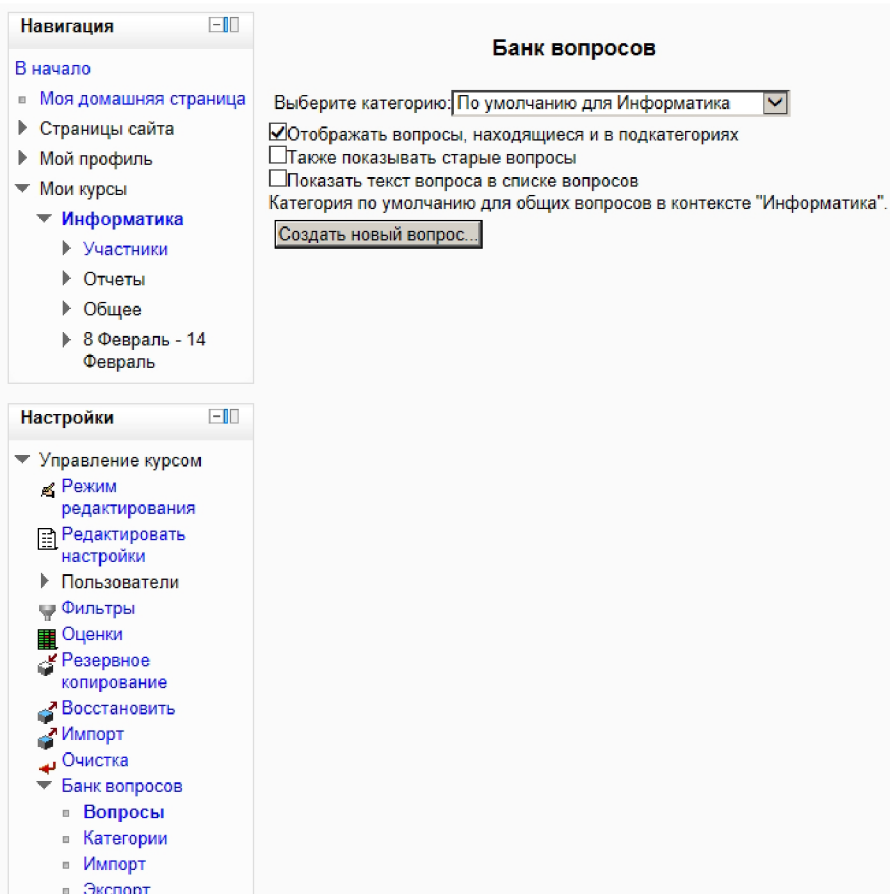 Навигация
В начало
Моя домашняя страница
Страницы сайта
Мой профиль
Мои курсы
Информатика
Участники
Отчеты
Общее
8 Февраль - 14
Февраль
Настройки
Управление курсом
Режим
редактирования
Редактировать
настройки
Пользователи
Фильтры
Оценки
Резервное
копирование
Восстановить
Импорт
Очистка
Банк вопросов
Вопросы
Категории
Импорт
Экспорт
Банк вопросов
Выберите категорию: По умолчанию для Информатика
Отображать вопросы, находящиеся и в подкатегориях
Также показывать старые вопросы
Показать текст вопроса в списке вопросов
Категория по умолчанию для общих вопросов в контексте "Информатика".
Создать новый вопрос...